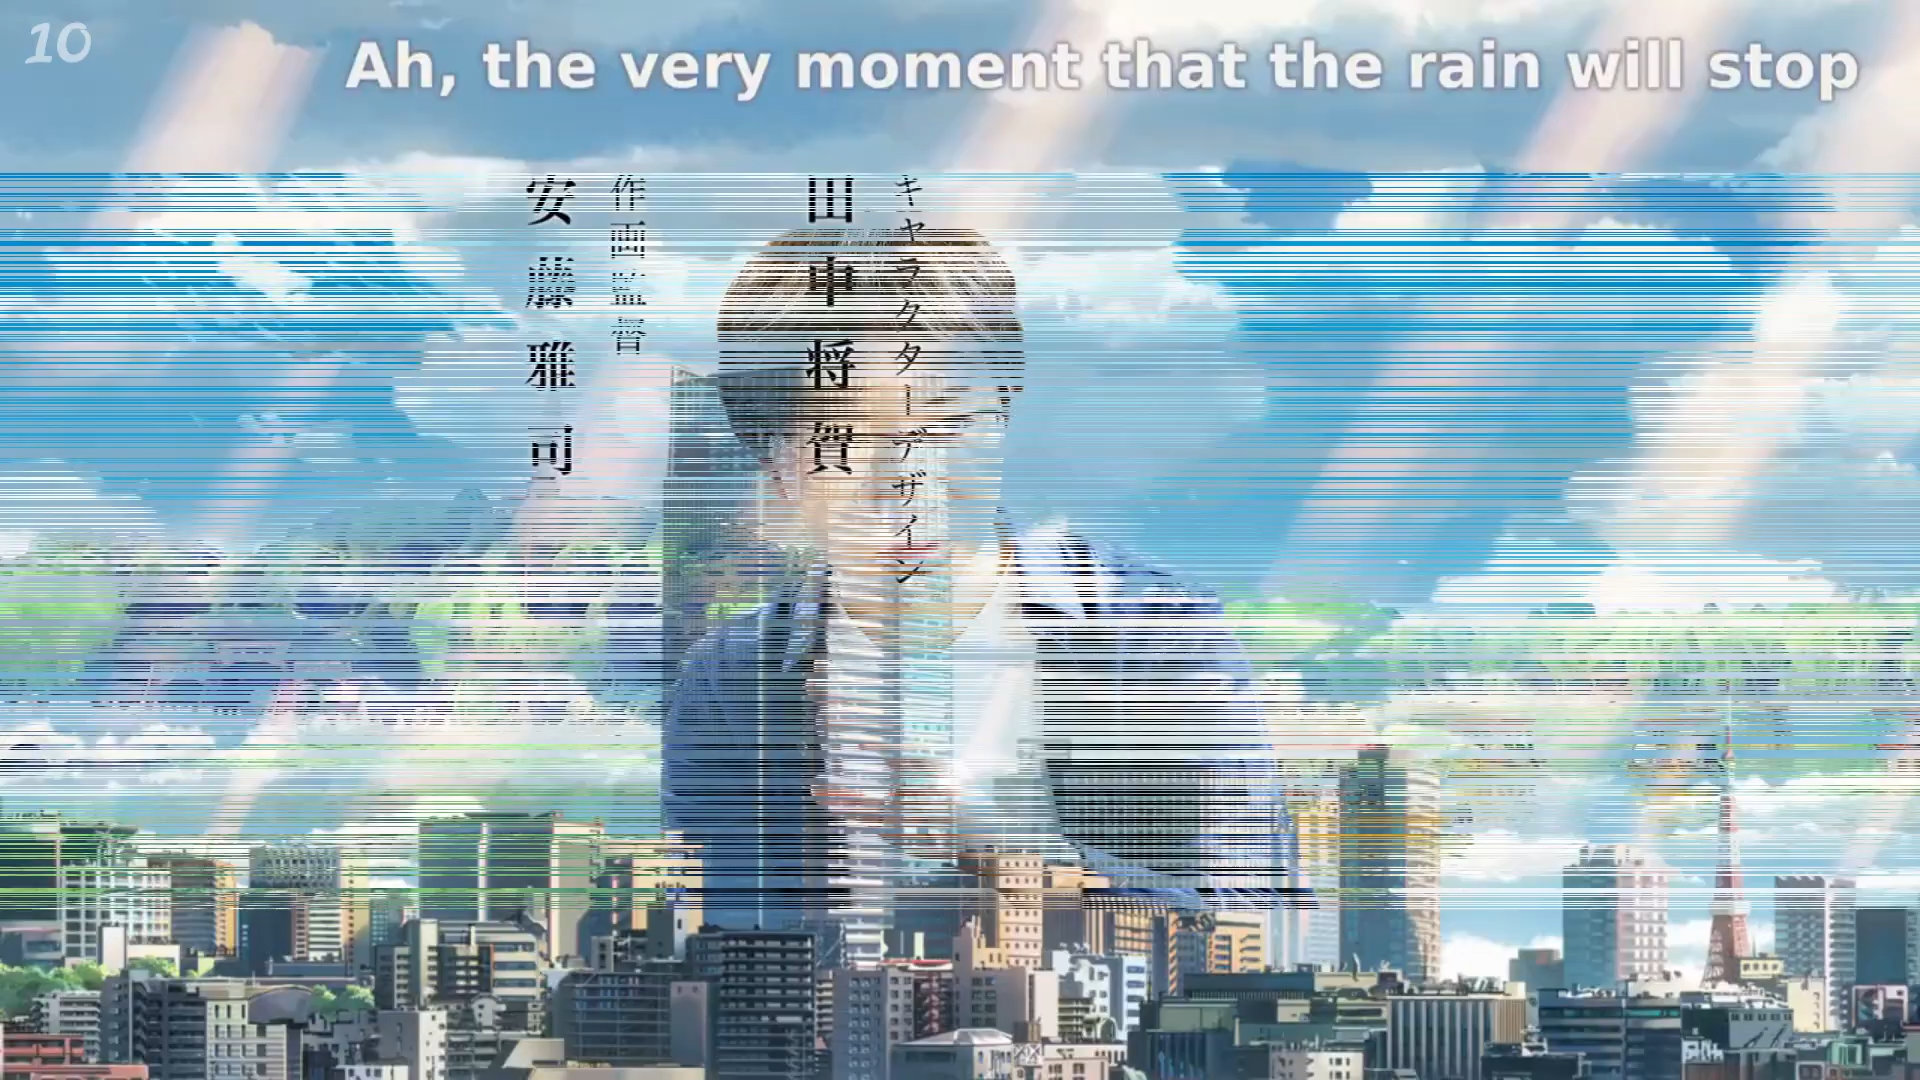 10
Ah, the very moment that the rain will stop
キャラクターデザイン
田中将賀
作画監督
安藤雅司